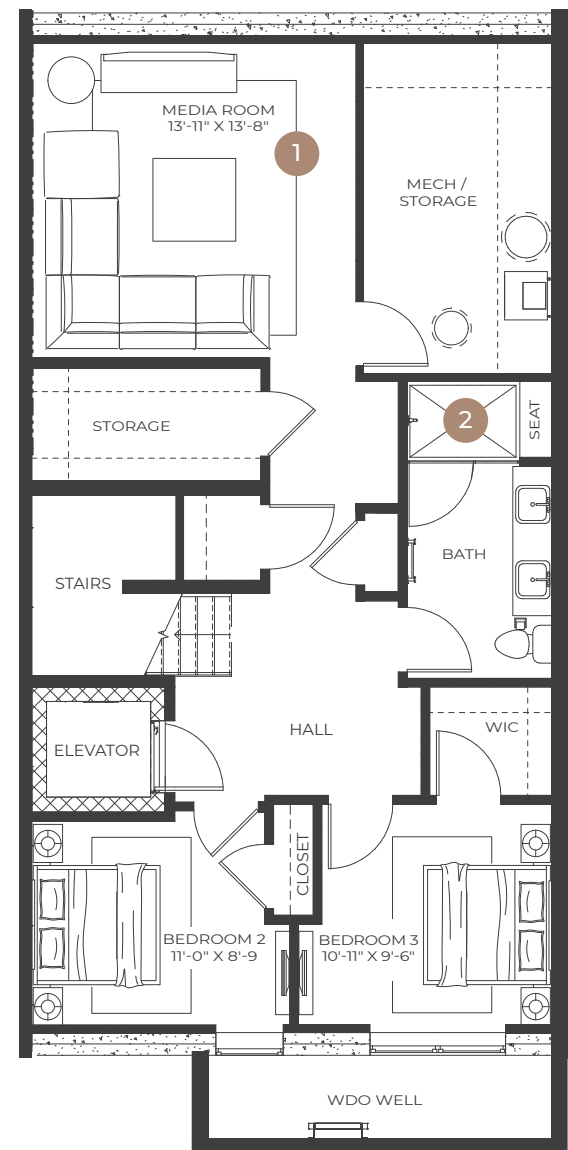 MEDIA ROOM
13'-11" X 13'-8"
1
MECH /
STORAGE
STORAGE
2
SEAT
STAIRS
BATH
HALL
WIC
ELEVATOR
CLOSET
BEDROOM 2
11'-0" X 8'-9
BEDROOM 3
10'-11" X 9'-6"
WDO WELL